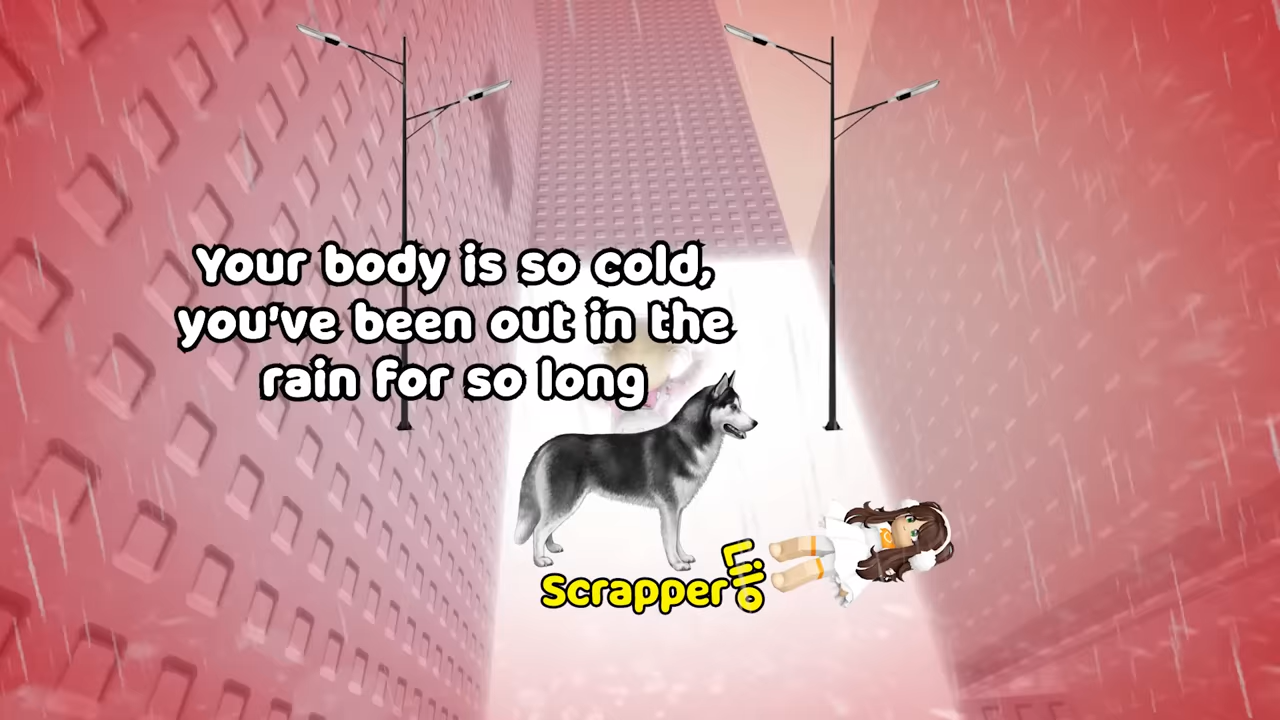 Your body is so cold,
you've been out in the
rain for so long
Scrapper
Lilo